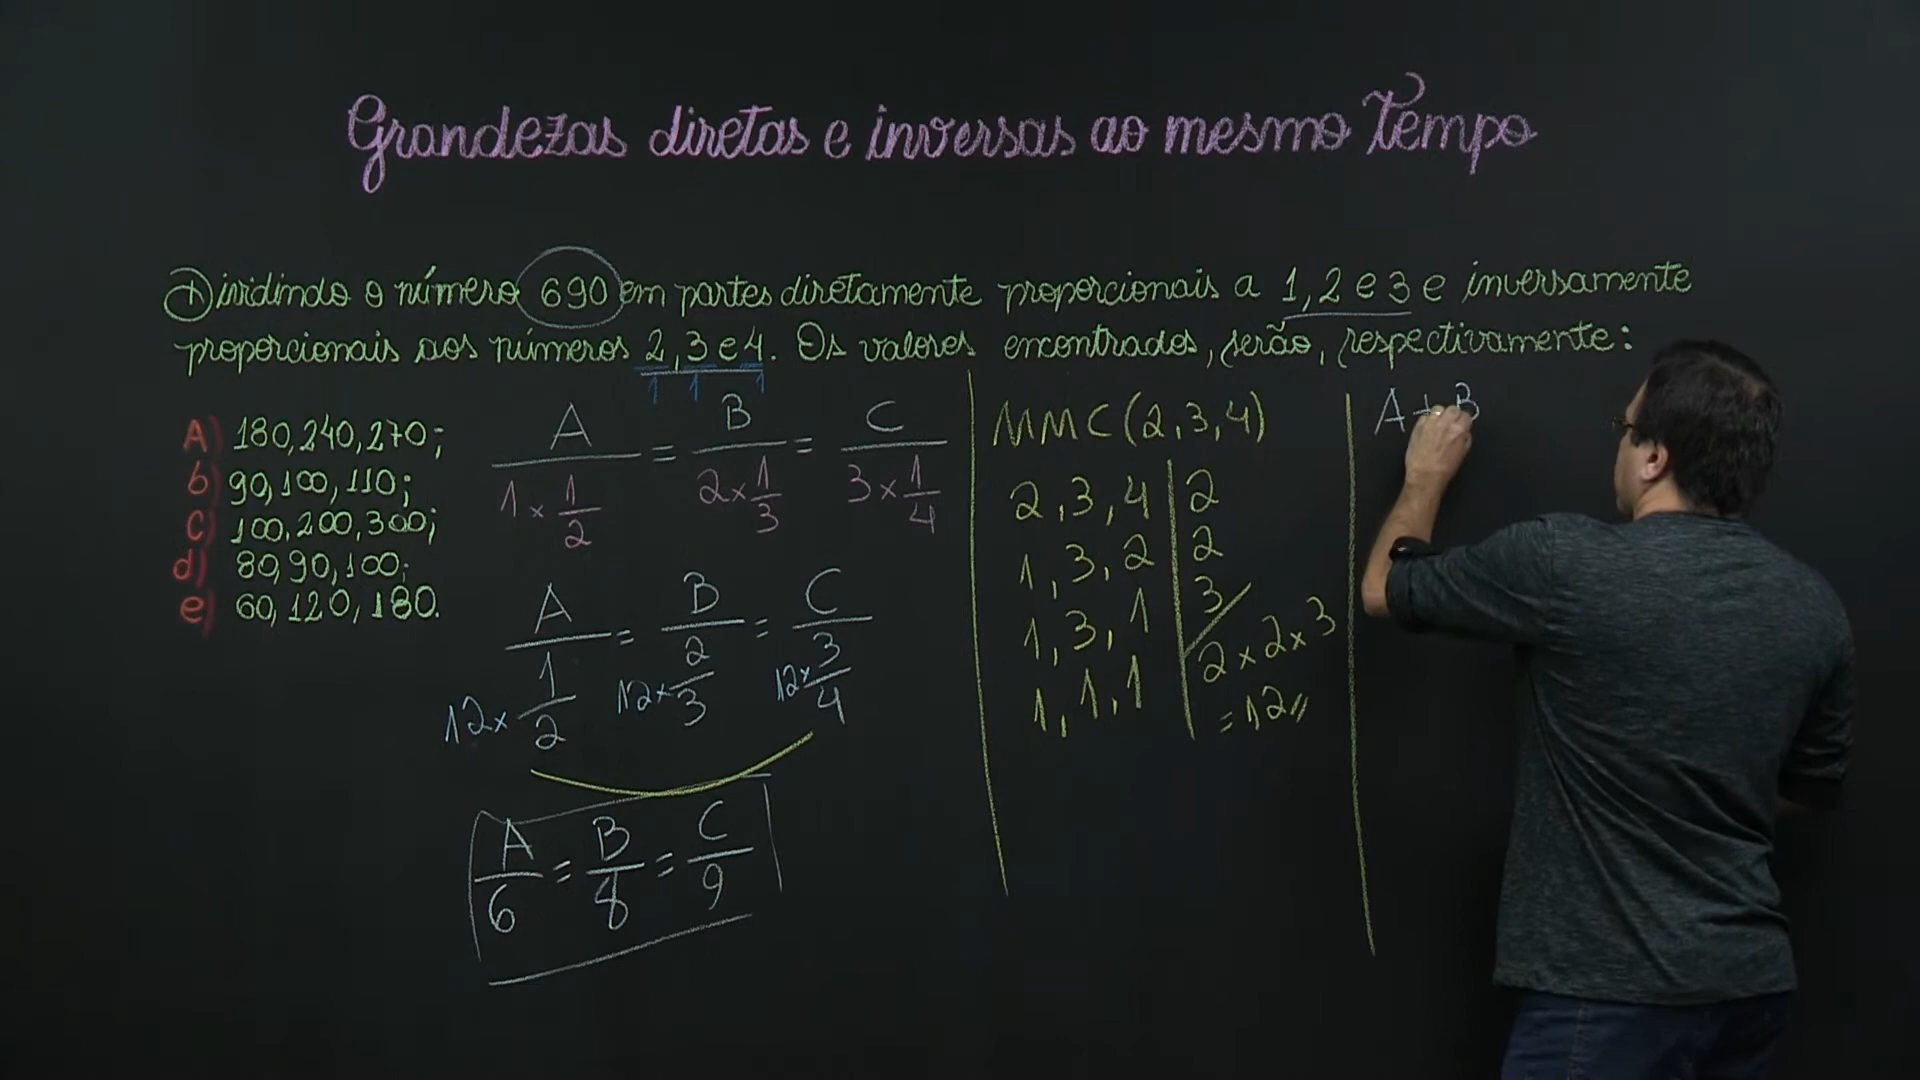 Grandezas diretas e inversas ao mesmo tempo
Dividindo o número 690 em partes diretamente proporcionais a 1, 2 e 3 e inversamente
proporcionais aos números 2, 3 e 4. Os valores encontrados, serão, respectivamente:
1 1 1
A) 180, 240, 270;
b) 90, 100, 110;
c) 100, 200, 300;
d) 80, 90, 100;
e) 60, 120, 180.
A/(1 × 1/2) = B/(2 × 1/3) = C/(3 × 1/4)
A/(12 × 1/2) = B/(12 × 2/3) = C/(12 × 3/4)
A/6 = B/8 = C/9
MMC (2, 3, 4)
2, 3, 4 | 2
1, 3, 2 | 2
1, 3, 1 | 3
1, 1, 1
2 × 2 × 3
= 12
A + B